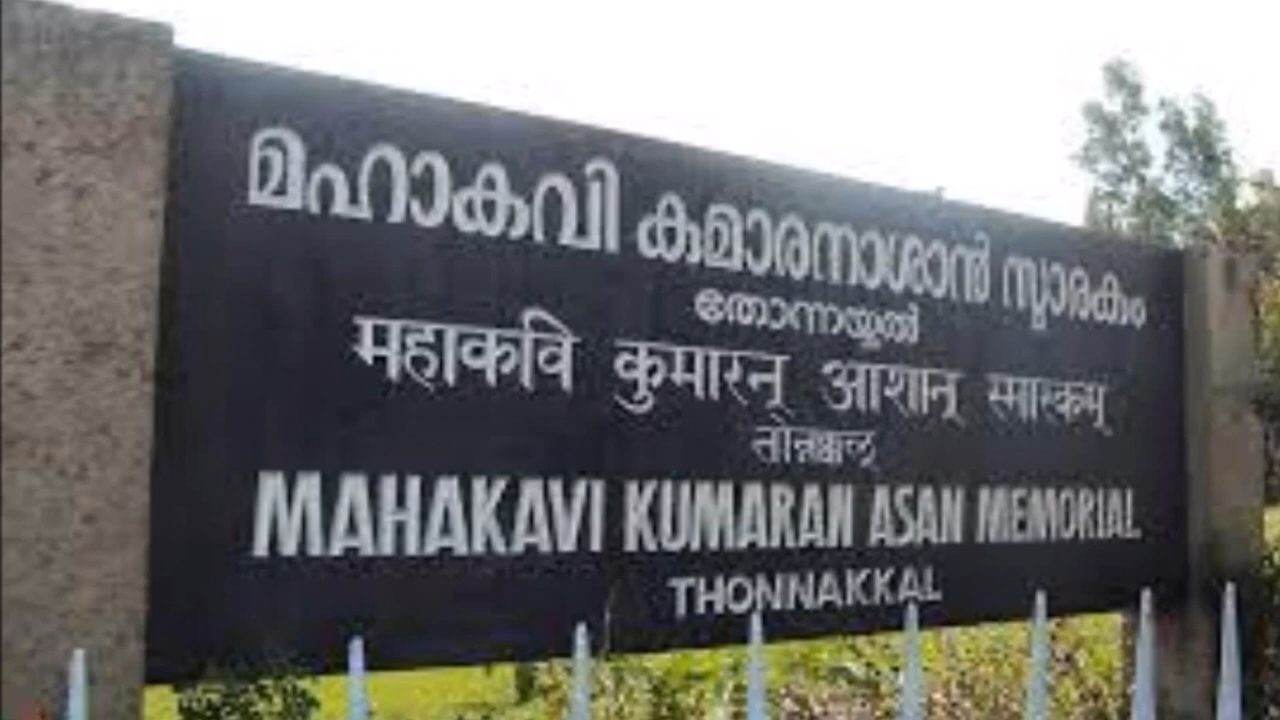 മഹാകവി കുമാരനാശാൻ സ്മാരകം
തോന്നയ്ക്കൽ
महाकवि कुमारन् आशान् स्मारकम्
तोन्नक्कल्
MAHAKAVI KUMARAN ASAN MEMORIAL
THONNAKKAL